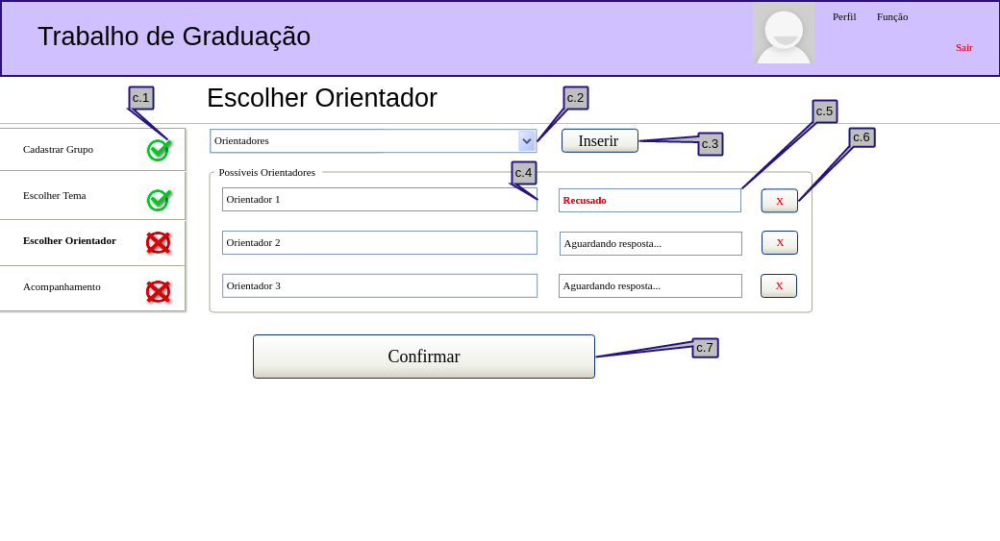 Trabalho de Graduação
Perfil
Função
Sair
Escolher Orientador
c.1
c.2
c.3
c.4
c.5
c.6
c.7
Cadastrar Grupo
Escolher Tema
Escolher Orientador
Acompanhamento
Orientadores
Inserir
Possíveis Orientadores
Orientador 1
Recusado
X
Orientador 2
Aguardando resposta...
X
Orientador 3
Aguardando resposta...
X
Confirmar